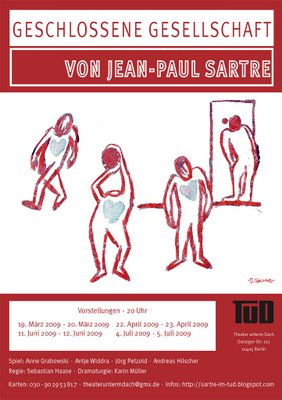 GESCHLOSSENE GESELLSCHAFT
VON JEAN-PAUL SARTRE
Vorstellungen · 20 Uhr
19. März 2009 · 20. März 2009 22. April 2009 · 23. April 2009
11. Juni 2009 · 12. Juni 2009 4. Juli 2009 · 5. Juli 2009
TuD
Theater unterm Dach
Danziger Str. 101
10405 Berlin
Spiel: Anne Grabowski · Antje Widdra · Jörg Petzold · Andreas Hilscher
Regie: Sebastian Haase · Dramaturgie: Karin Müller
Karten: 030 - 902953817 · theateruntermdach@gmx.de · Infos: http://sartre-im-tud.blogspot.com